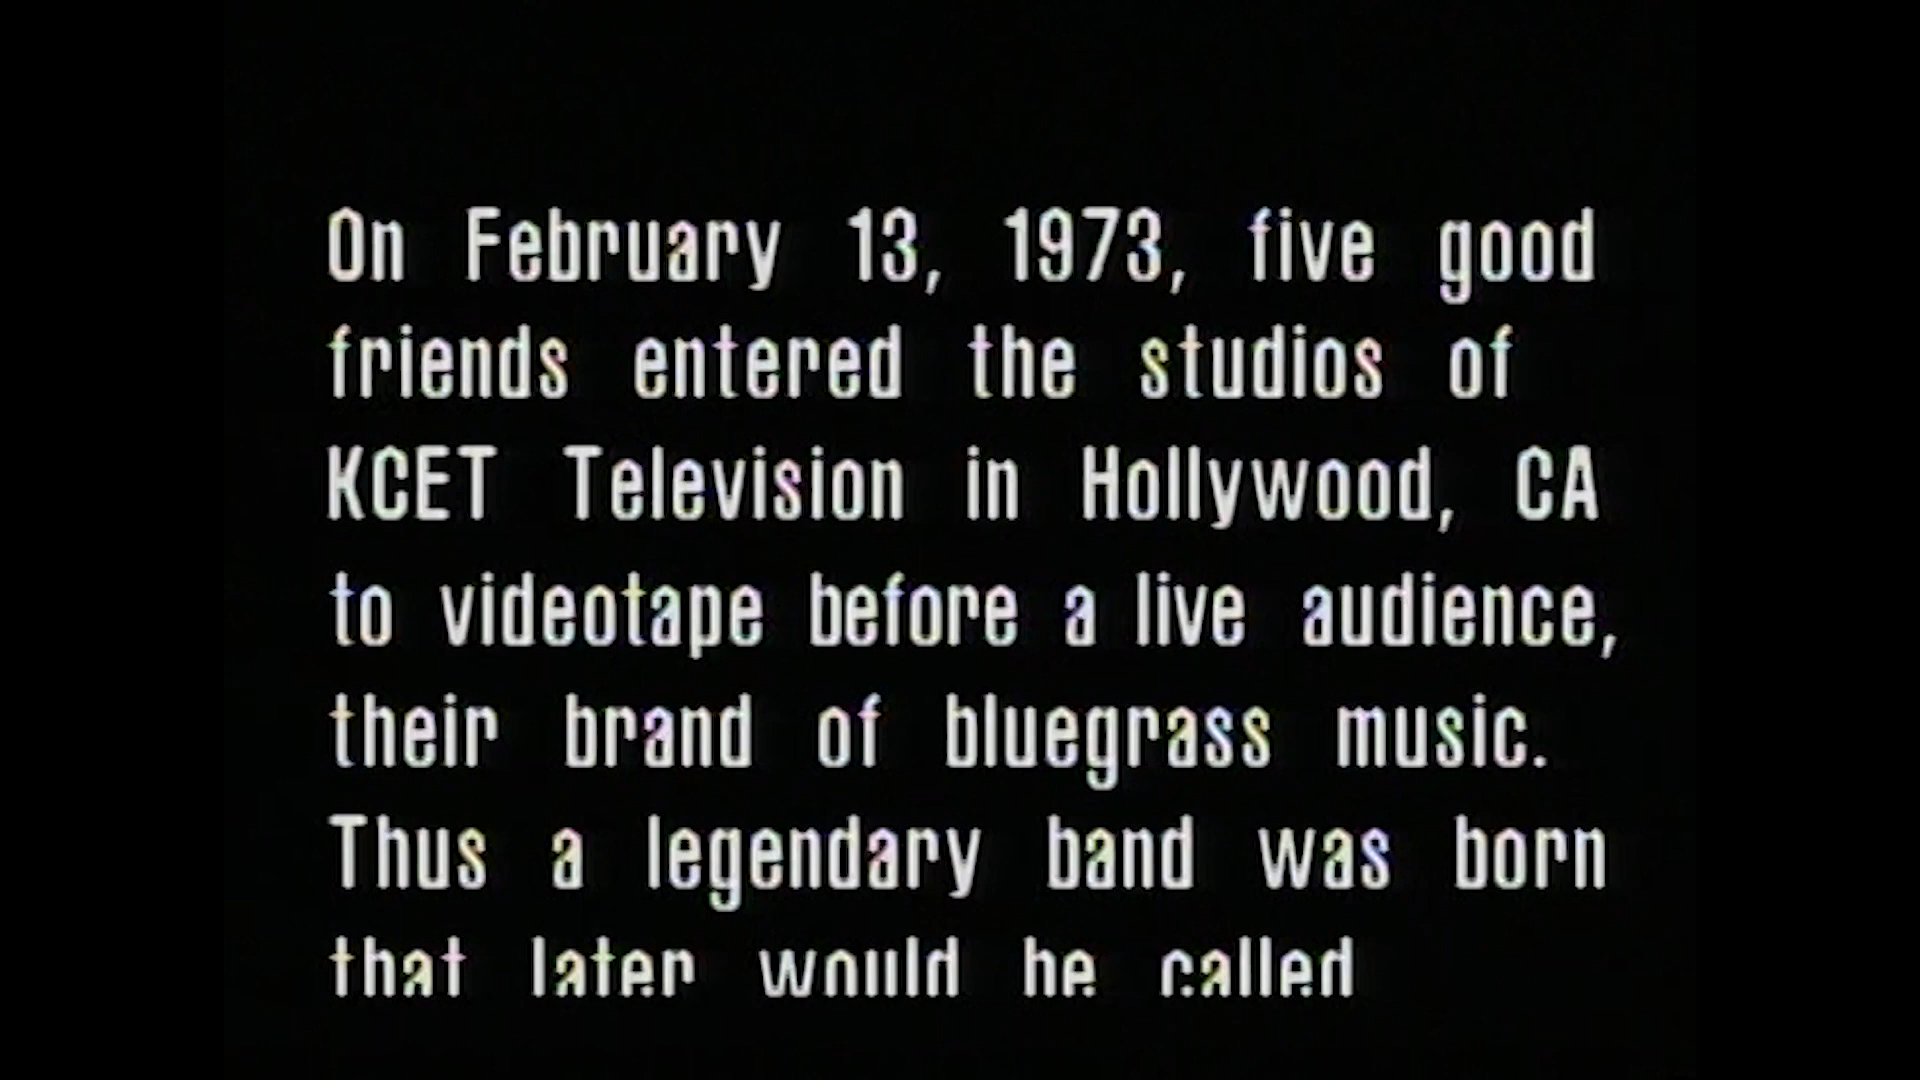 On February 13, 1973, five good
friends entered the studios of
KCET Television in Hollywood, CA
to videotape before a live audience,
their brand of bluegrass music.
Thus a legendary band was born
that later would be called